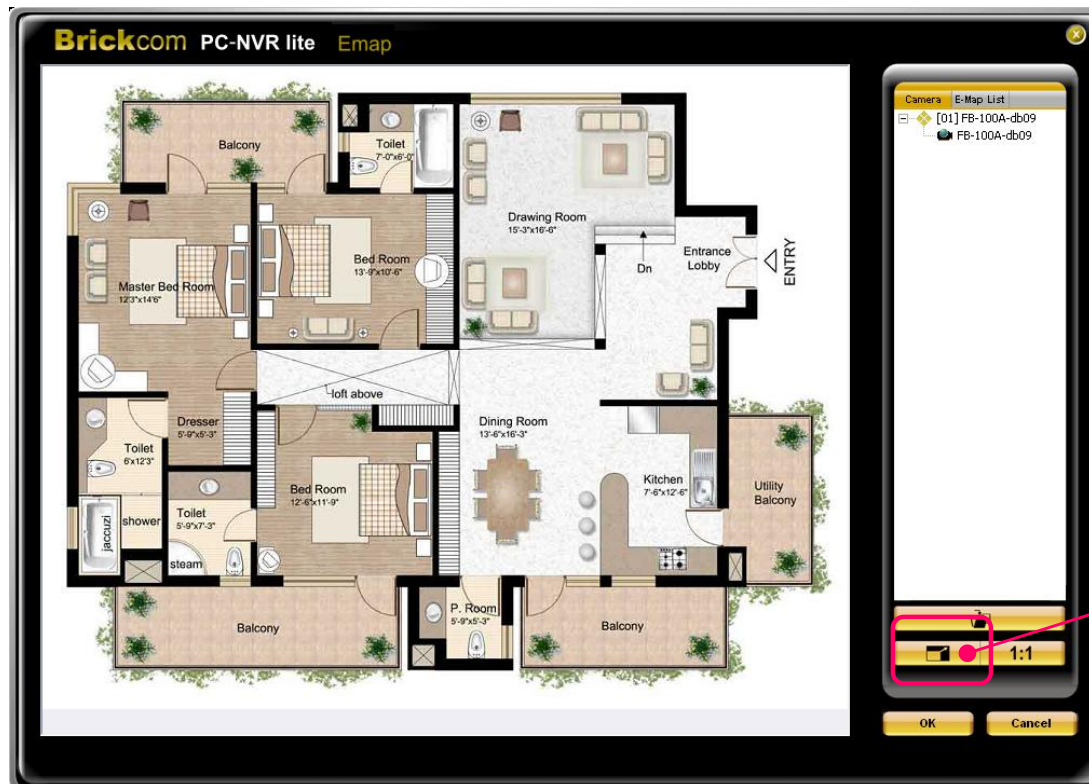 Brickcom PC-NVR lite Emap
Camera E-Map List
[01] FB-100A-db09
FB-100A-db09
Balcony
Toilet
7'-0"x6'-0"
Drawing Room
15'-3"x16'-6"
Entrance
Lobby
ENTRY
Dn
Bed Room
13'-9"x10'-6"
Master Bed Room
12'3"x14'6"
loft above
Dresser
5'-9"x5'-3"
Dining Room
13'-6"x16'-3"
Toilet
6'x12'3"
shower
jaccuzi
Toilet
5'-9"x7'-3"
steam
Bed Room
12'-6"x11'-9"
Kitchen
7'-6"x12'-6"
Utility
Balcony
P. Room
5'-9"x5'-3"
Balcony
Balcony
1:1
OK Cancel